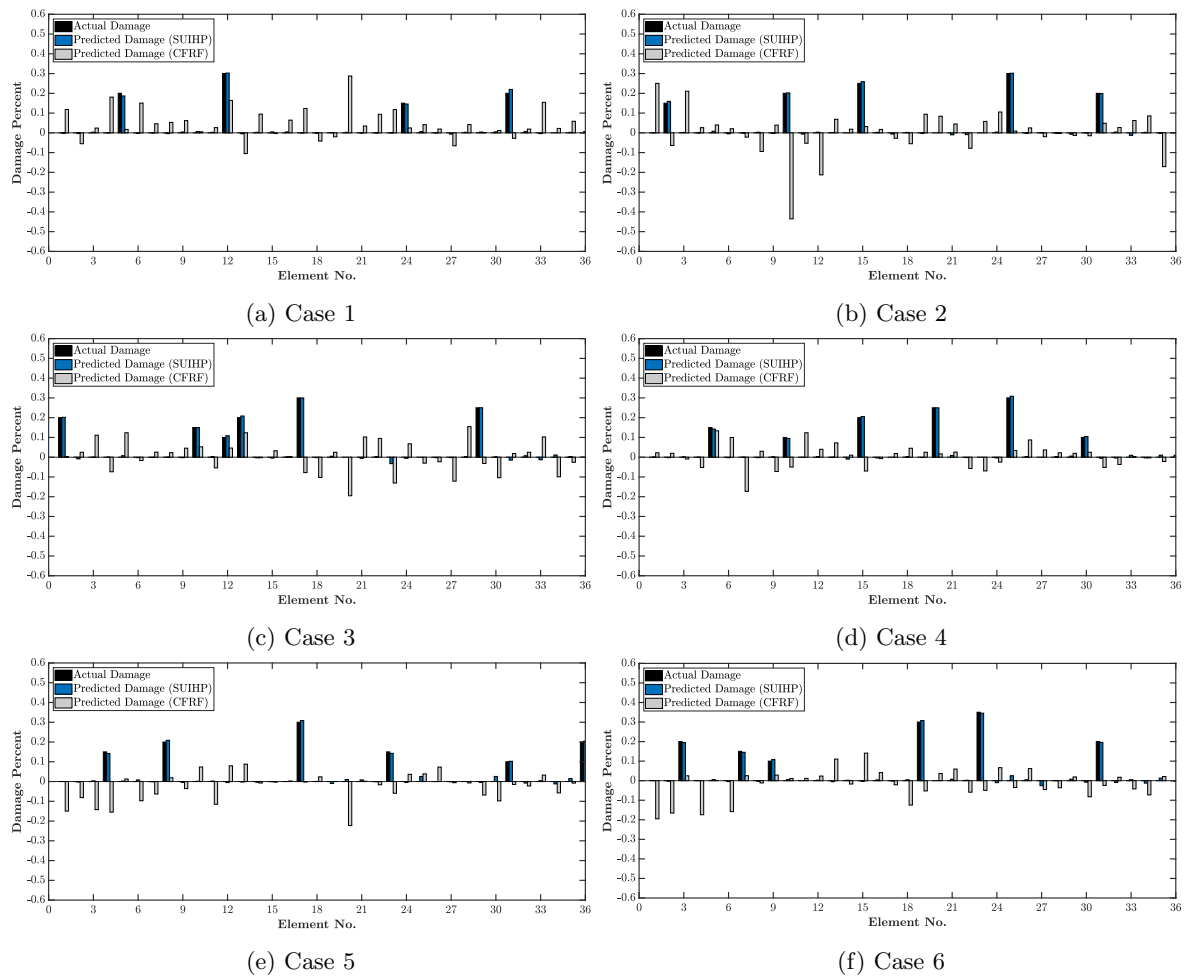 0.6
0.5
0.4
0.3
0.2
0.1
0
-0.1
-0.2
-0.3
-0.4
-0.5
-0.6
Damage Percent
Actual Damage
Predicted Damage (SUIHP)
Predicted Damage (CFRF)
0 3 6 9 12 15 18 21 24 27 30 33 36
Element No.
(a) Case 1
0.6
0.5
0.4
0.3
0.2
0.1
0
-0.1
-0.2
-0.3
-0.4
-0.5
-0.6
Damage Percent
Actual Damage
Predicted Damage (SUIHP)
Predicted Damage (CFRF)
0 3 6 9 12 15 18 21 24 27 30 33 36
Element No.
(b) Case 2
0.6
0.5
0.4
0.3
0.2
0.1
0
-0.1
-0.2
-0.3
-0.4
-0.5
-0.6
Damage Percent
Actual Damage
Predicted Damage (SUIHP)
Predicted Damage (CFRF)
0 3 6 9 12 15 18 21 24 27 30 33 36
Element No.
(c) Case 3
0.6
0.5
0.4
0.3
0.2
0.1
0
-0.1
-0.2
-0.3
-0.4
-0.5
-0.6
Damage Percent
Actual Damage
Predicted Damage (SUIHP)
Predicted Damage (CFRF)
0 3 6 9 12 15 18 21 24 27 30 33 36
Element No.
(d) Case 4
0.6
0.5
0.4
0.3
0.2
0.1
0
-0.1
-0.2
-0.3
-0.4
-0.5
-0.6
Damage Percent
Actual Damage
Predicted Damage (SUIHP)
Predicted Damage (CFRF)
0 3 6 9 12 15 18 21 24 27 30 33 36
Element No.
(e) Case 5
0.6
0.5
0.4
0.3
0.2
0.1
0
-0.1
-0.2
-0.3
-0.4
-0.5
-0.6
Damage Percent
Actual Damage
Predicted Damage (SUIHP)
Predicted Damage (CFRF)
0 3 6 9 12 15 18 21 24 27 30 33 36
Element No.
(f) Case 6